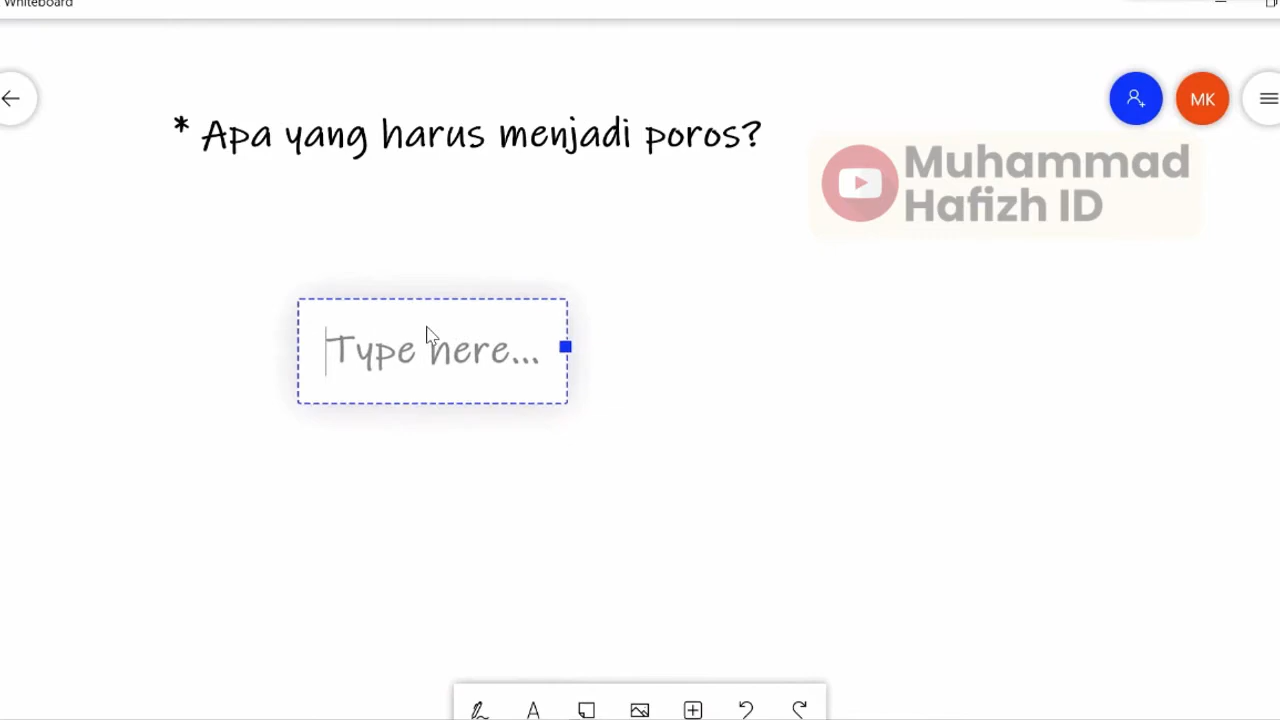 Whiteboard
* Apa yang harus menjadi poros?
MK
Muhammad
Hafizh ID
Type here...
A